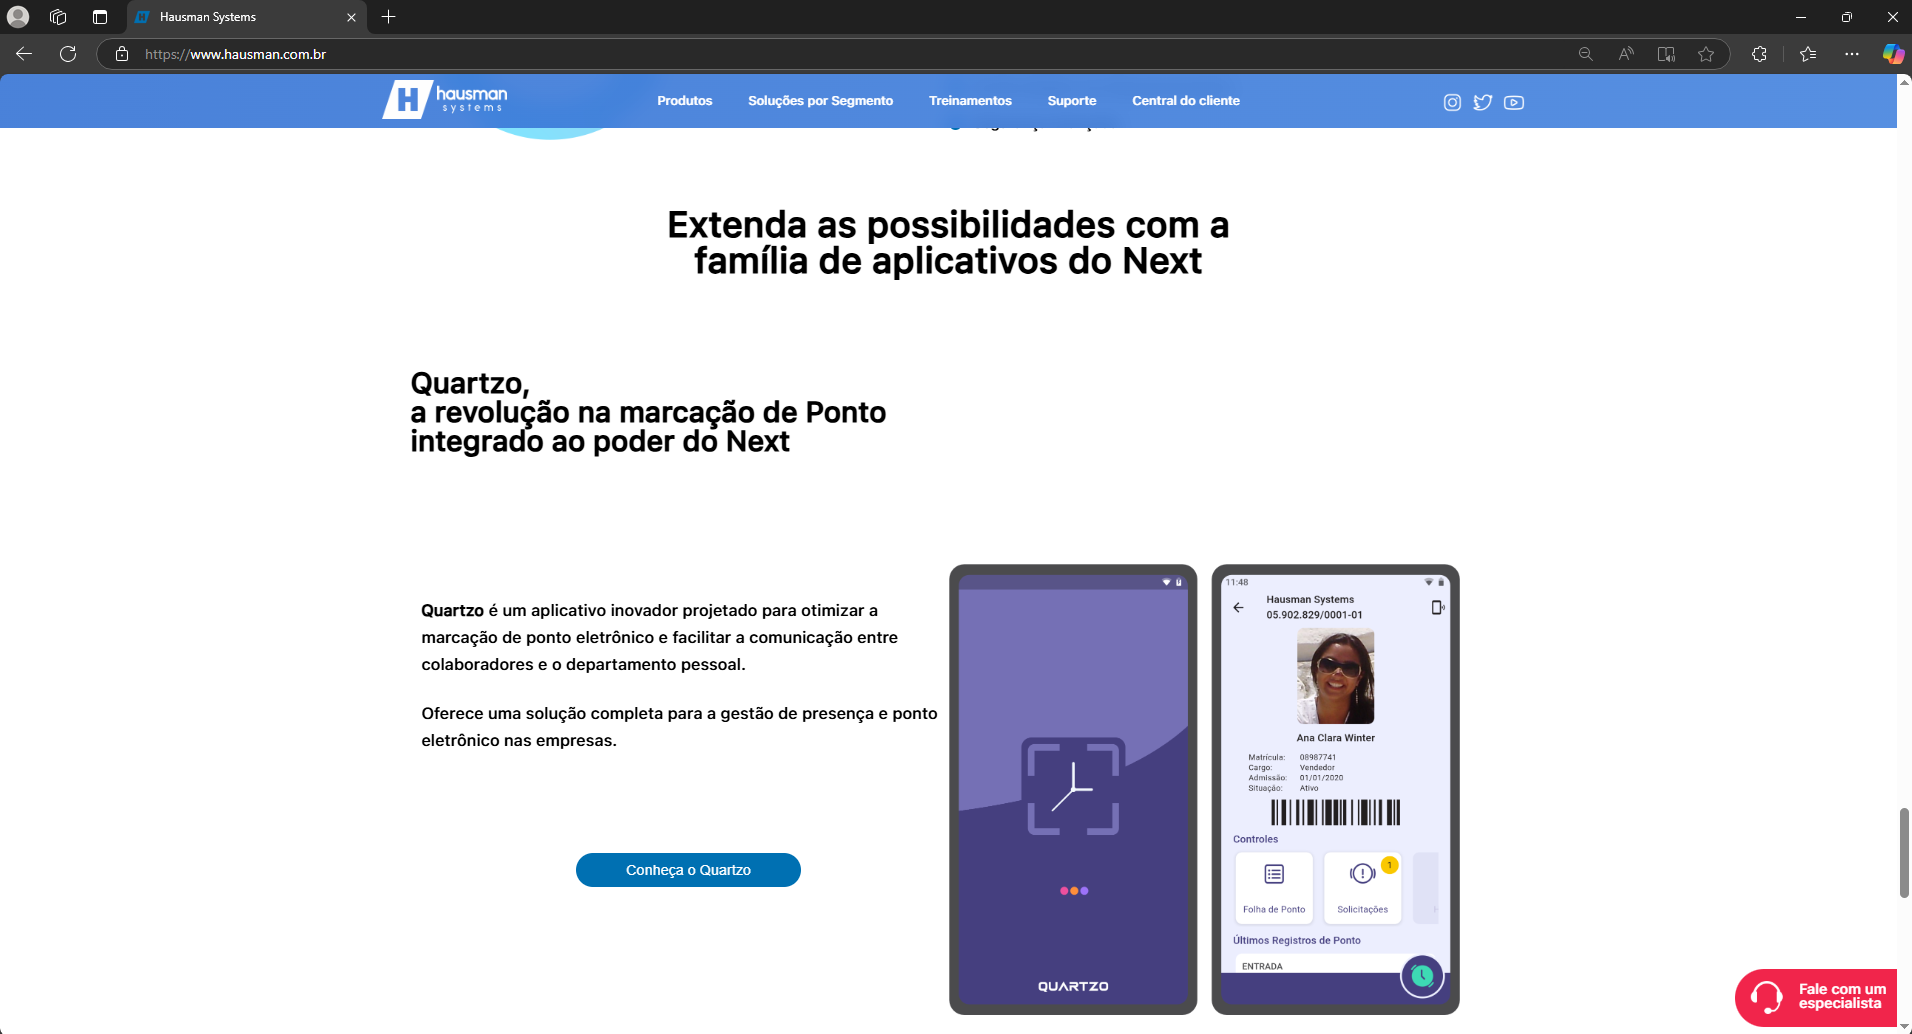 Hausman Systems
https://www.hausman.com.br
hausman
systems
Produtos
Soluções por Segmento
Treinamentos
Suporte
Central do cliente
Extenda as possibilidades com a
família de aplicativos do Next
Quartzo,
a revolução na marcação de Ponto
integrado ao poder do Next
Quartzo é um aplicativo inovador projetado para otimizar a
marcação de ponto eletrônico e facilitar a comunicação entre
colaboradores e o departamento pessoal.
Oferece uma solução completa para a gestão de presença e ponto
eletrônico nas empresas.
Conheça o Quartzo
QUARTZO
11:48
Hausman Systems
05.902.829/0001-01
Ana Clara Winter
Matrícula: 08987741
Cargo: Vendedor
Admissão: 01/01/2020
Situação: Ativo
Controles
1
Folha de Ponto
Solicitações
Últimos Registros de Ponto
ENTRADA
Fale com um
especialista